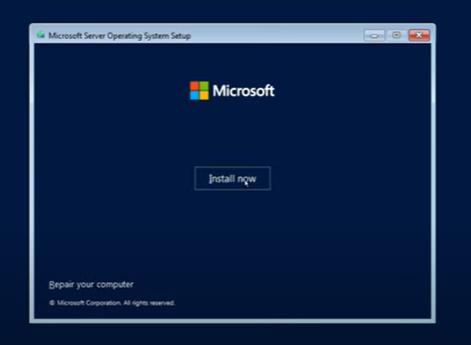 Microsoft Server Operating System Setup
Microsoft
Install now
Repair your computer
© Microsoft Corporation. All rights reserved.